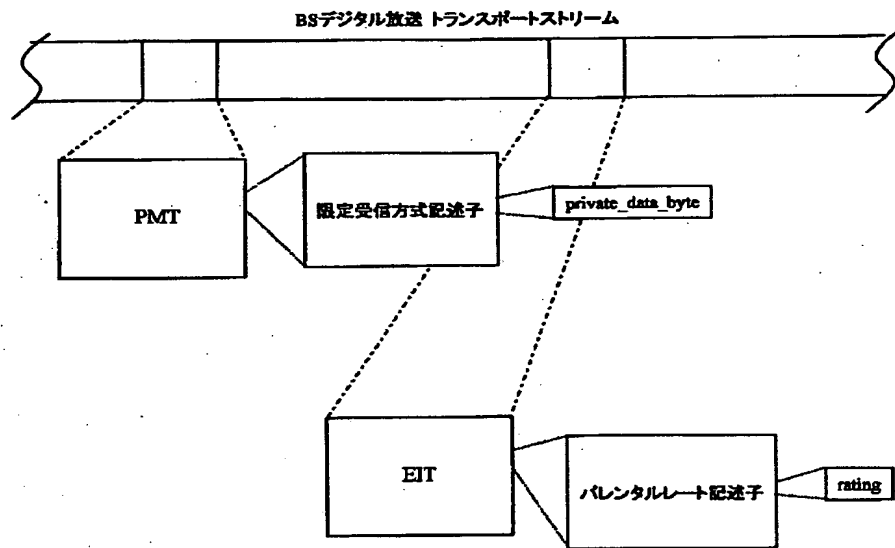 BSデジタル放送 トランスポートストリーム
PMT
限定受信方式記述子
private_data_byte
EIT
パレンタルレート記述子
rating